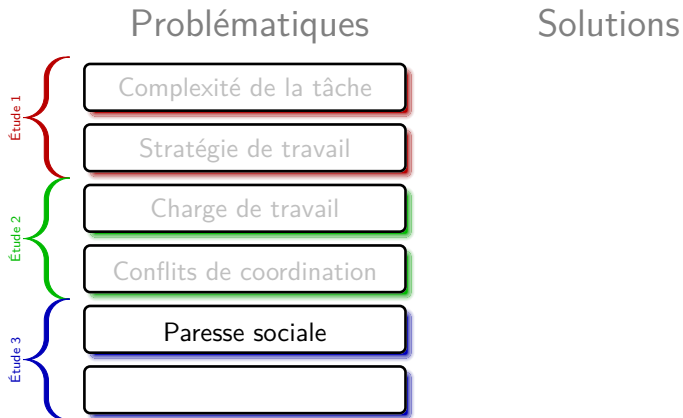 Problématiques
Solutions
Étude 1
Complexité de la tâche
Stratégie de travail
Étude 2
Charge de travail
Conflits de coordination
Étude 3
Paresse sociale